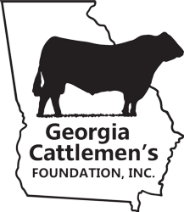 Georgia
Cattlemen's
FOUNDATION, INC.